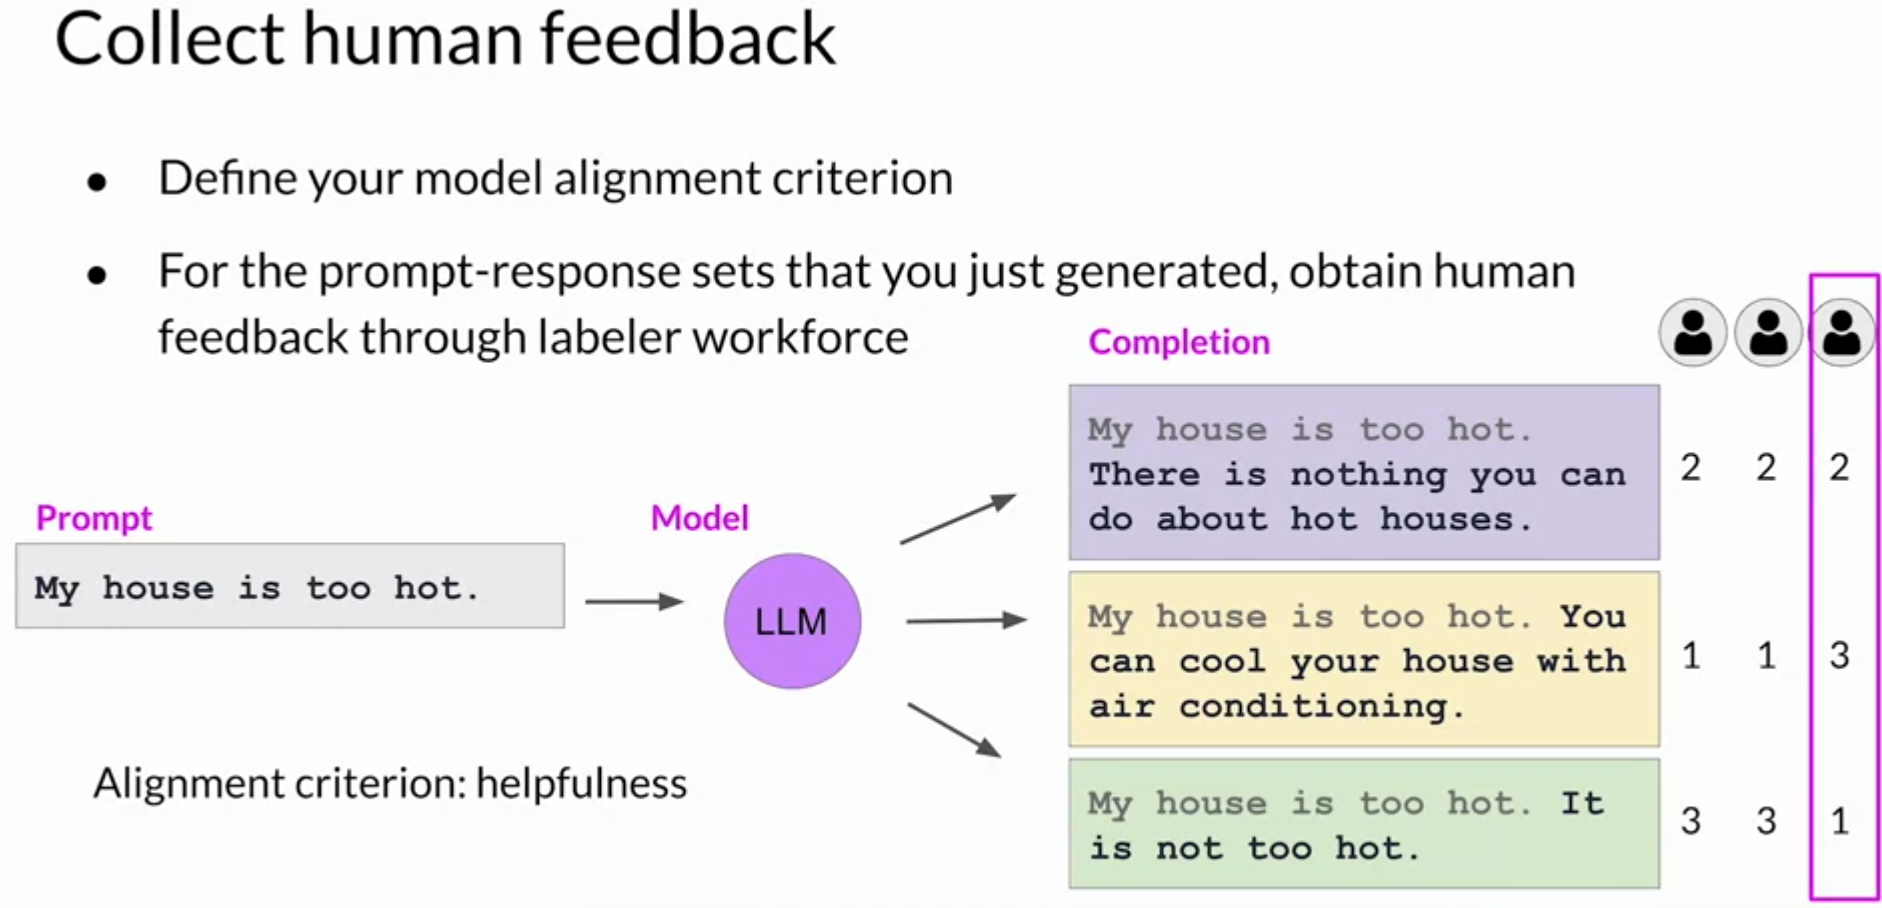 Collect human feedback
● Define your model alignment criterion
● For the prompt-response sets that you just generated, obtain human
feedback through labeler workforce
Prompt
My house is too hot.
Model
LLM
Alignment criterion: helpfulness
Completion
My house is too hot.
There is nothing you can
do about hot houses.
2 2 2
My house is too hot. You
can cool your house with
air conditioning.
1 1 3
My house is too hot. It
is not too hot.
3 3 1